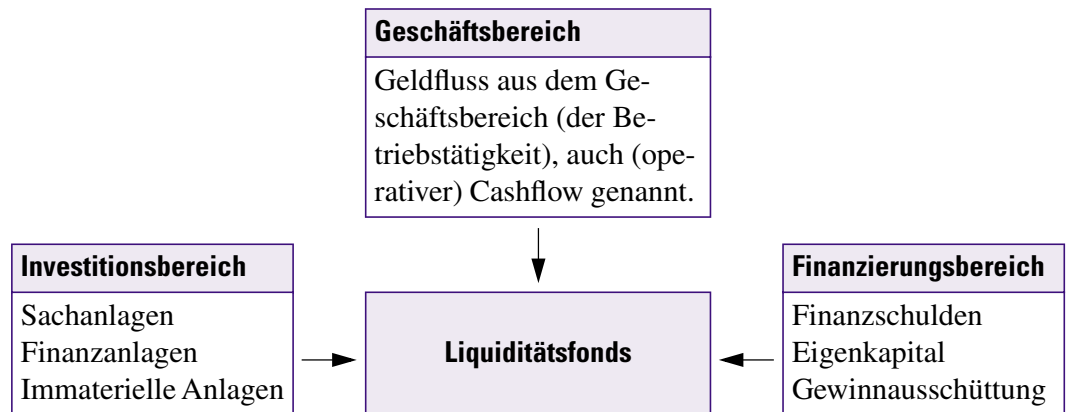 Geschäftsbereich
Geldfluss aus dem Ge-
schäftsbereich (der Be-
triebstätigkeit), auch (ope-
rativer) Cashflow genannt.
Investitionsbereich
Sachanlagen
Finanzanlagen
Immaterielle Anlagen
Liquiditätsfonds
Finanzierungsbereich
Finanzschulden
Eigenkapital
Gewinnausschüttung